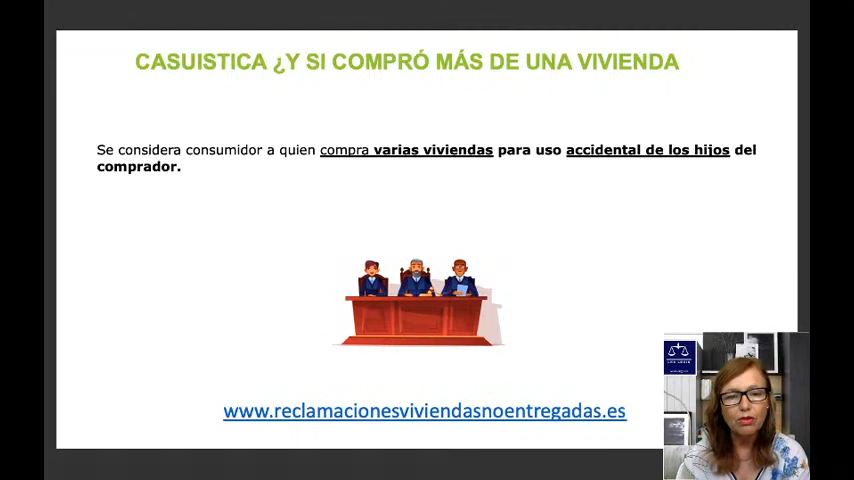 CASUISTICA ¿Y SI COMPRÓ MÁS DE UNA VIVIENDA
Se considera consumidor a quien compra varias viviendas para uso accidental de los hijos del
comprador.
www.reclamacionesviviendasnoentregadas.es